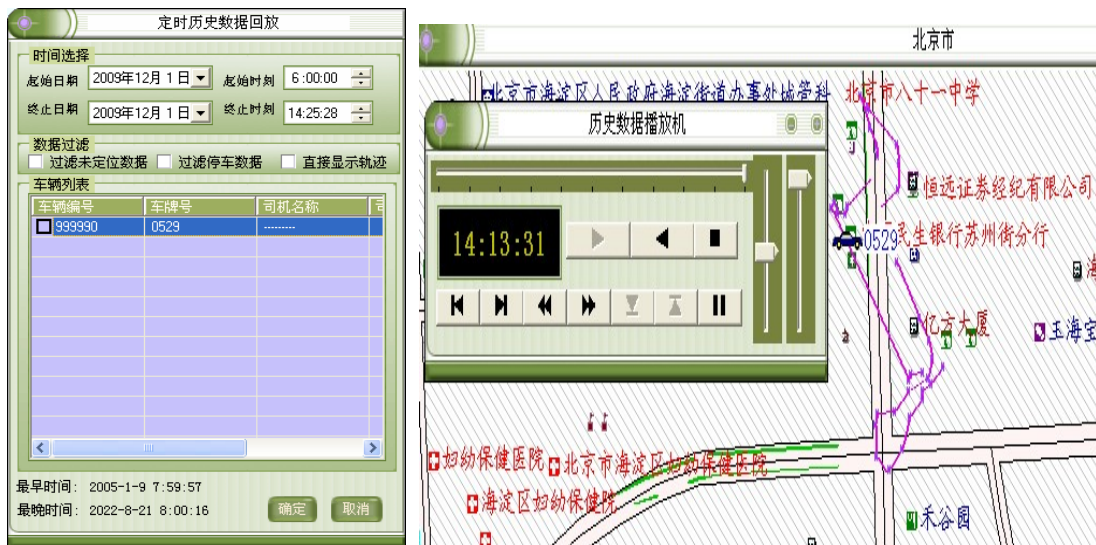 定时历史数据回放
时间选择
起始日期 2009年12月 1日 起始时刻 6:00:00
终止日期 2009年12月 1日 终止时刻 14:25:28
数据过滤
过滤未定位数据 过滤停车数据 直接显示轨迹
车辆列表
车辆编号 车牌号 司机名称
999990 0529 ---------
最早时间: 2005-1-9 7:59:57
最晚时间: 2022-8-21 8:00:16
确定 取消
北京市
北京市海淀区人民政府海淀街道办事处城管科
北京市八十一中学
历史数据播放机
14:13:31
恒远证券经纪有限公司
0529
民生银行苏州街分行
海
亿方大厦
玉海宝
妇幼保健医院
北京市海淀区妇幼保健医院
海淀区妇幼保健院
禾谷园